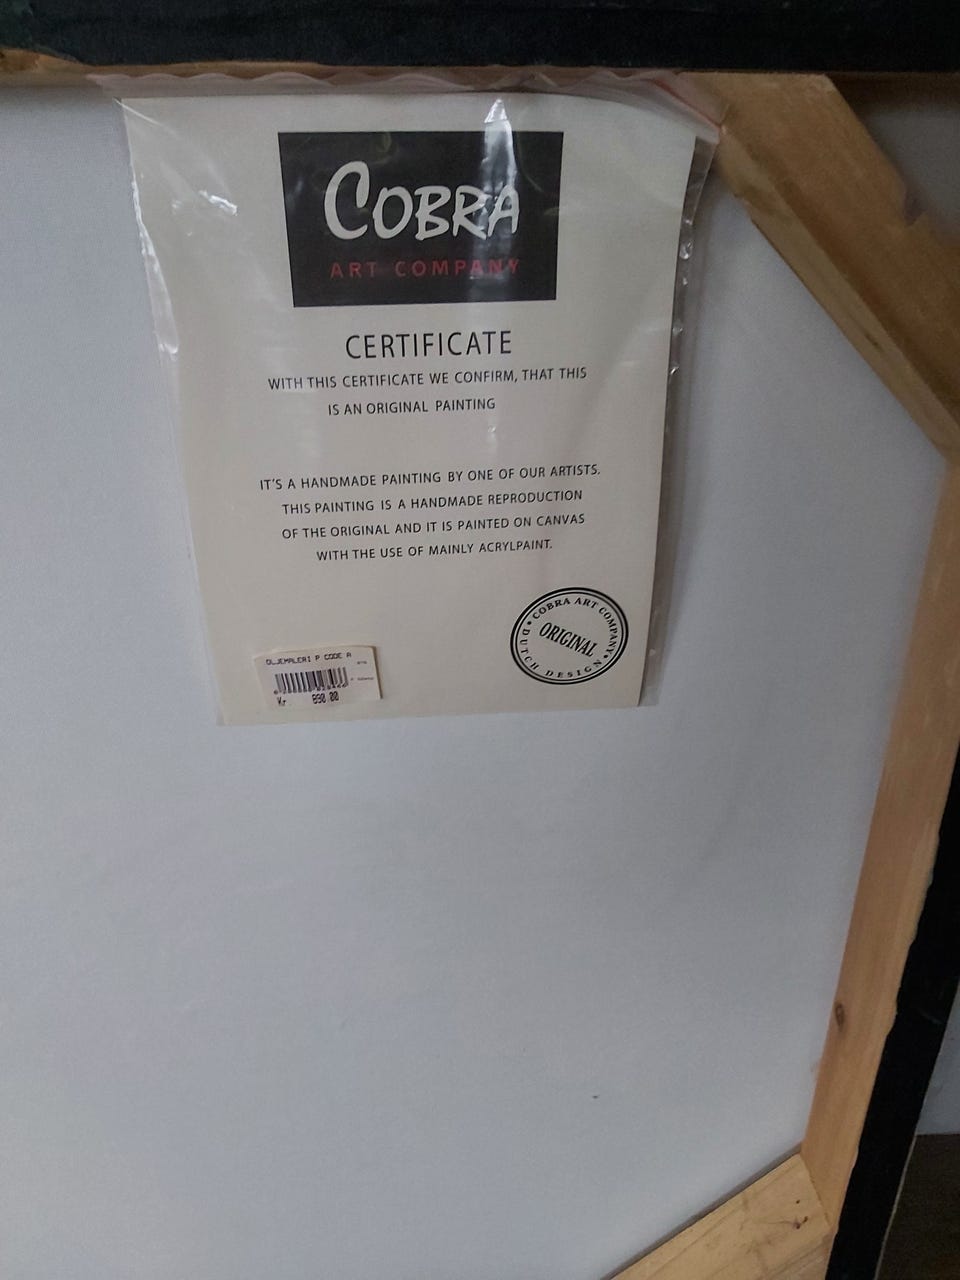 COBRA
ART COMPANY
CERTIFICATE
WITH THIS CERTIFICATE WE CONFIRM, THAT THIS
IS AN ORIGINAL PAINTING
IT'S A HANDMADE PAINTING BY ONE OF OUR ARTISTS.
THIS PAINTING IS A HANDMADE REPRODUCTION
OF THE ORIGINAL AND IT IS PAINTED ON CANVAS
WITH THE USE OF MAINLY ACRYLPAINT.
COBRA ART COMPANY
ORIGINAL
DUTCH DESIGN
OLJEMALERI P CODE A
Kr. 890.00